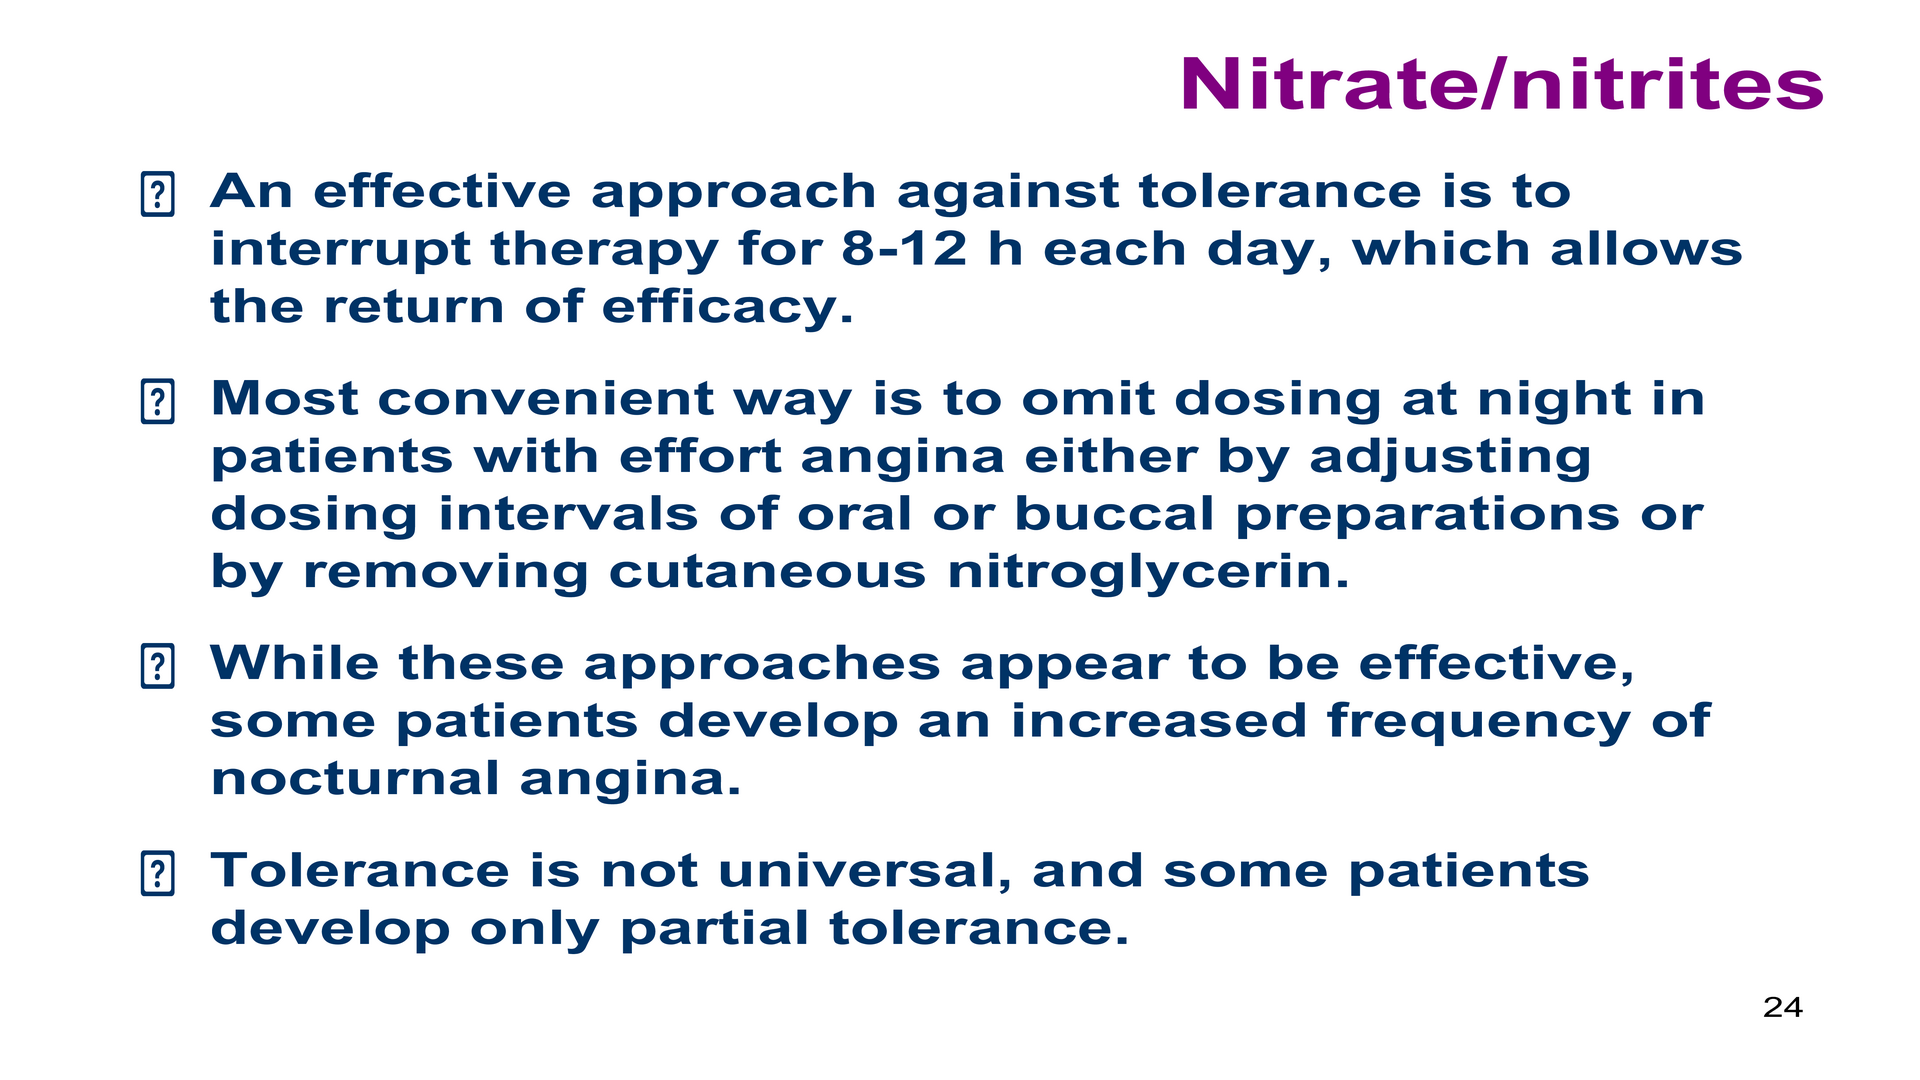 Nitrate/nitrites
An effective approach against tolerance is to
interrupt therapy for 8-12 h each day, which allows
the return of efficacy.
Most convenient way is to omit dosing at night in
patients with effort angina either by adjusting
dosing intervals of oral or buccal preparations or
by removing cutaneous nitroglycerin.
While these approaches appear to be effective,
some patients develop an increased frequency of
nocturnal angina.
Tolerance is not universal, and some patients
develop only partial tolerance.
24